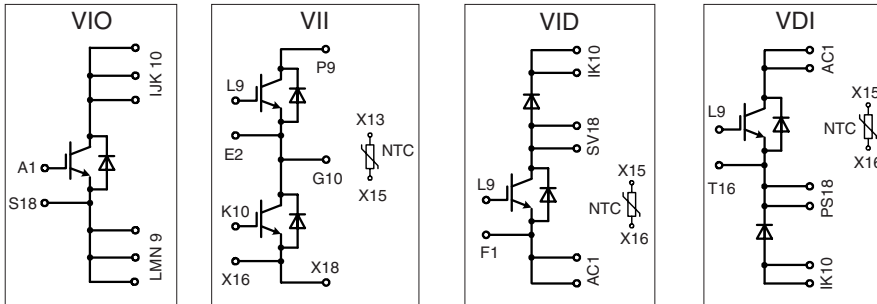 VIO
IJK 10
A1
S18
LMN 9
VII
P9
L9
X13
E2
NTC
G10
X15
K10
X16
X18
VID
IK10
SV18
L9
X15
NTC
F1
X16
AC1
VDI
AC1
L9
X15
NTC
X16
T16
PS18
IK10